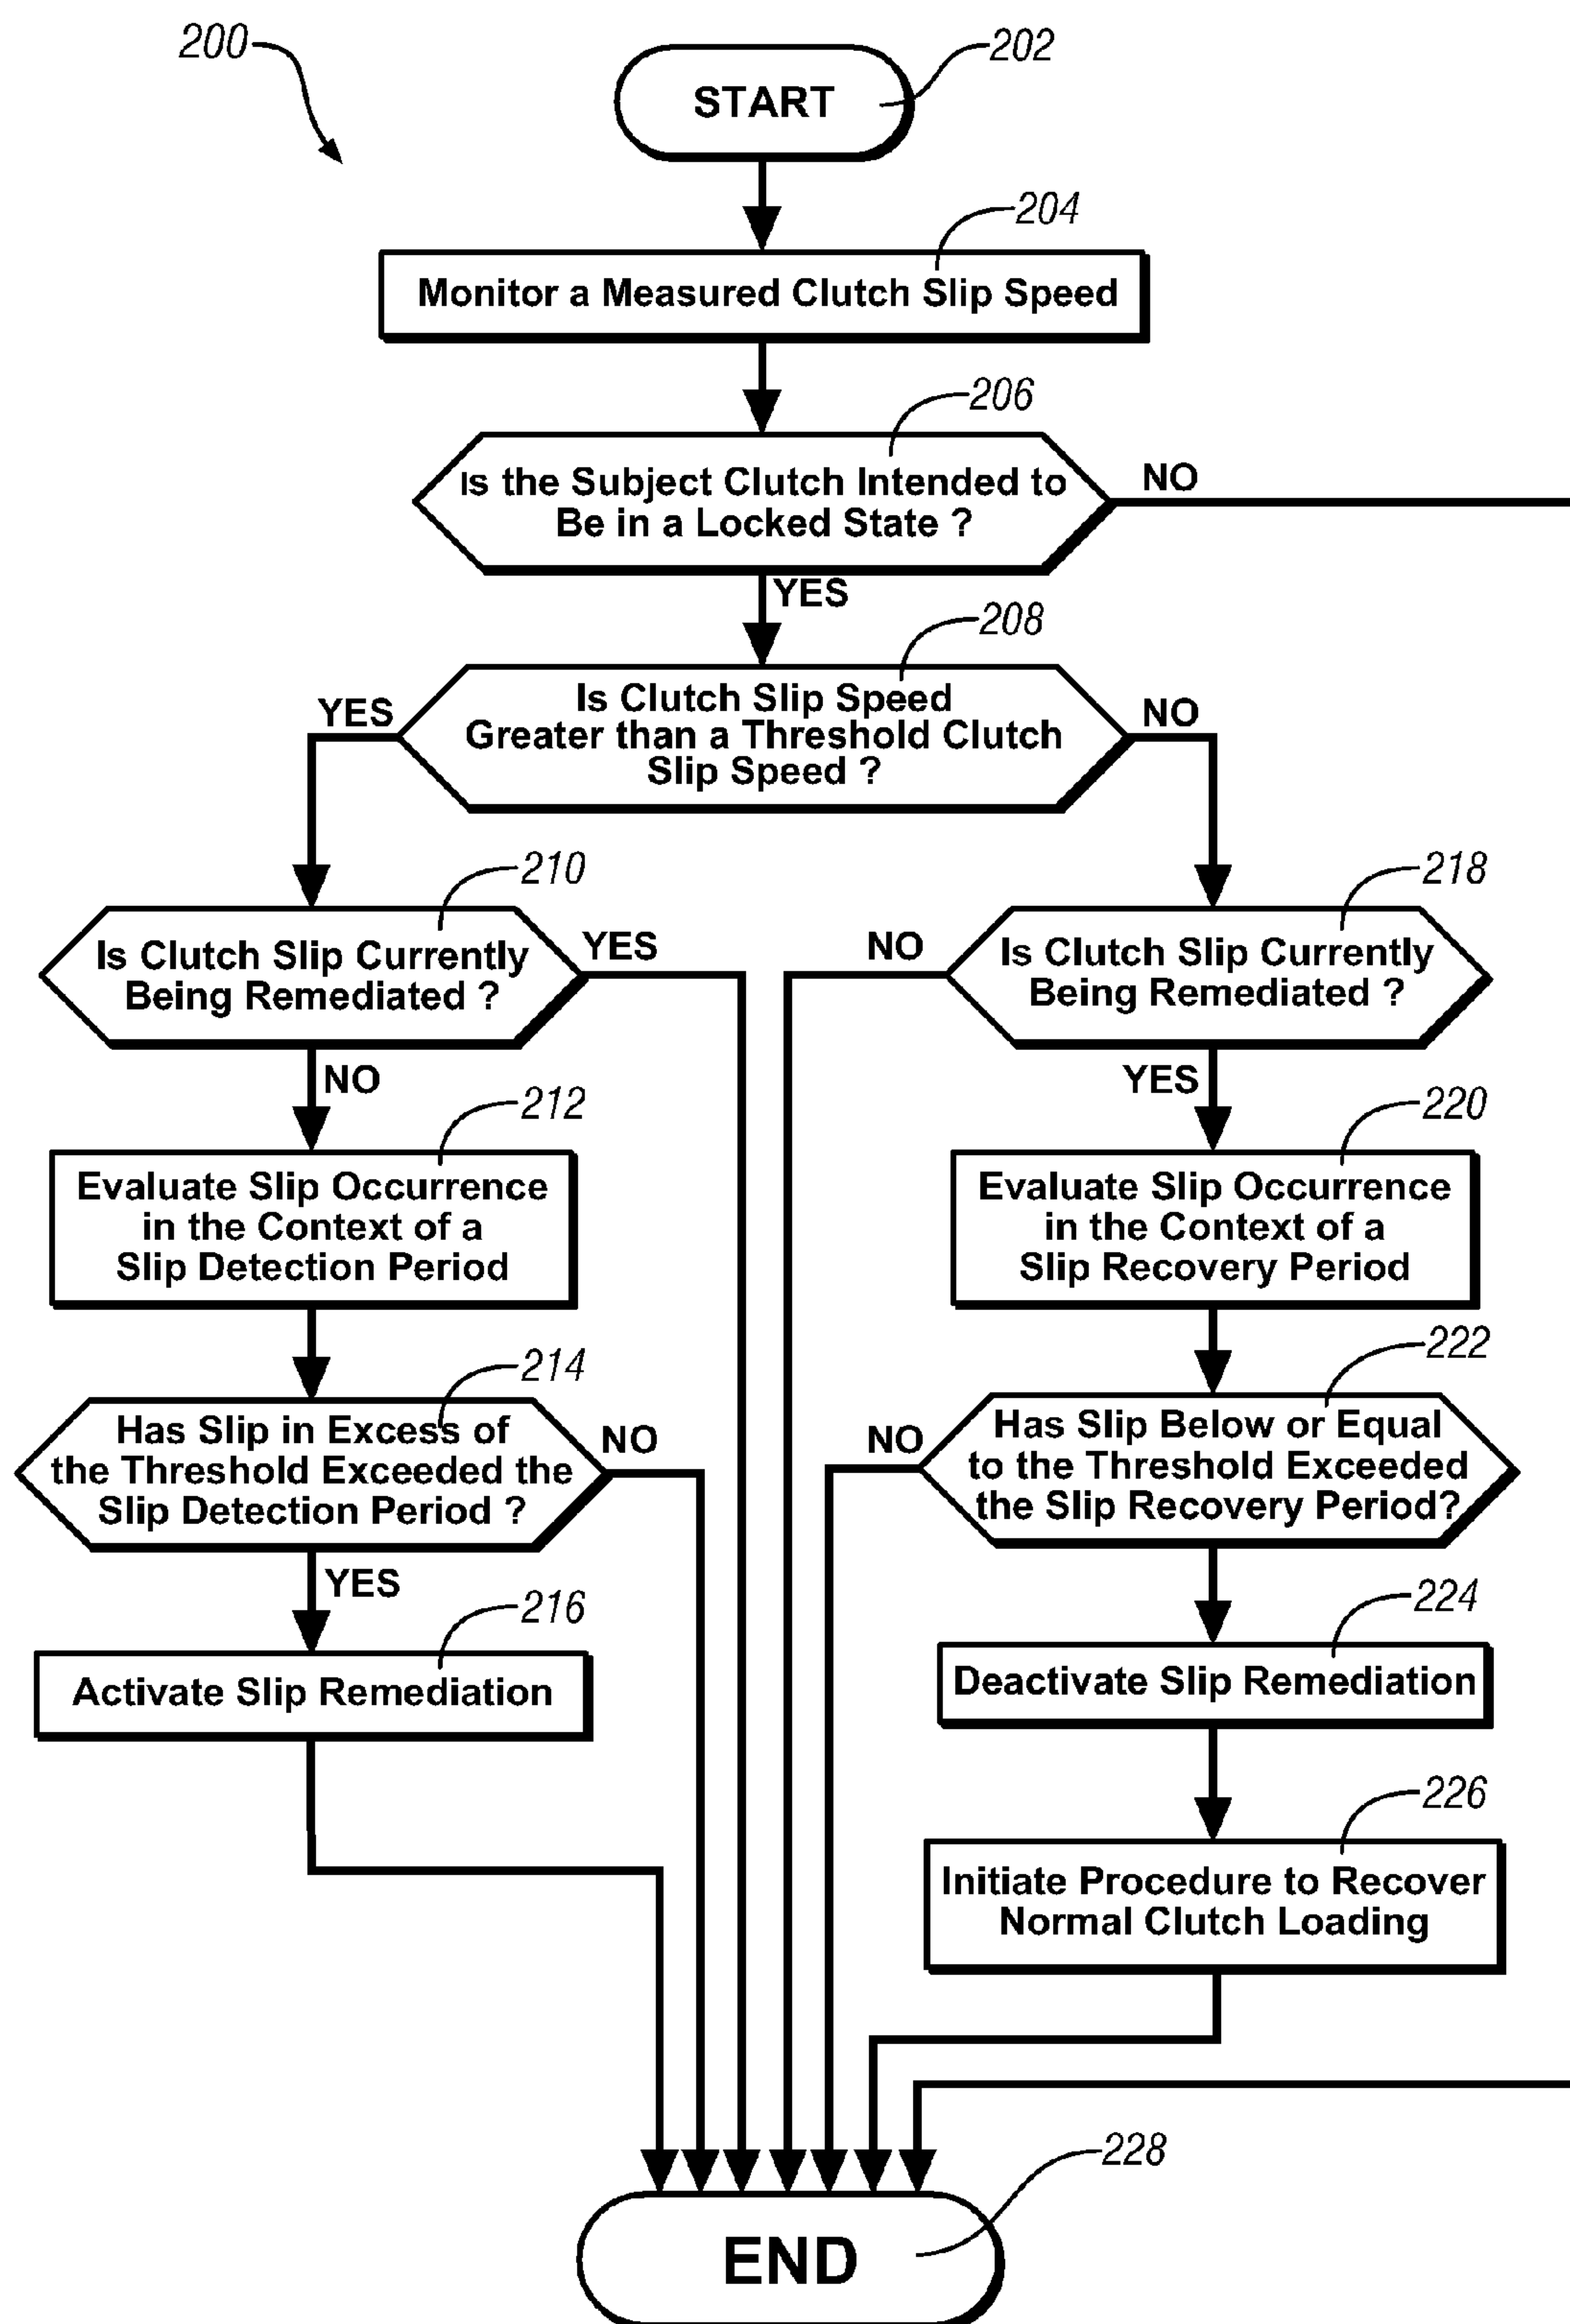 200
202
START
204
Monitor a Measured Clutch Slip Speed
206
Is the Subject Clutch Intended to
Be in a Locked State ?
NO
YES
208
Is Clutch Slip Speed
Greater than a Threshold Clutch
Slip Speed ?
YES
NO
210
Is Clutch Slip Currently
Being Remediated ?
YES
NO
212
Evaluate Slip Occurrence
in the Context of a
Slip Detection Period
214
Has Slip in Excess of
the Threshold Exceeded the
Slip Detection Period ?
NO
YES
216
Activate Slip Remediation
218
Is Clutch Slip Currently
Being Remediated ?
NO
YES
220
Evaluate Slip Occurrence
in the Context of a
Slip Recovery Period
222
Has Slip Below or Equal
to the Threshold Exceeded
the Slip Recovery Period?
NO
224
Deactivate Slip Remediation
226
Initiate Procedure to Recover
Normal Clutch Loading
228
END